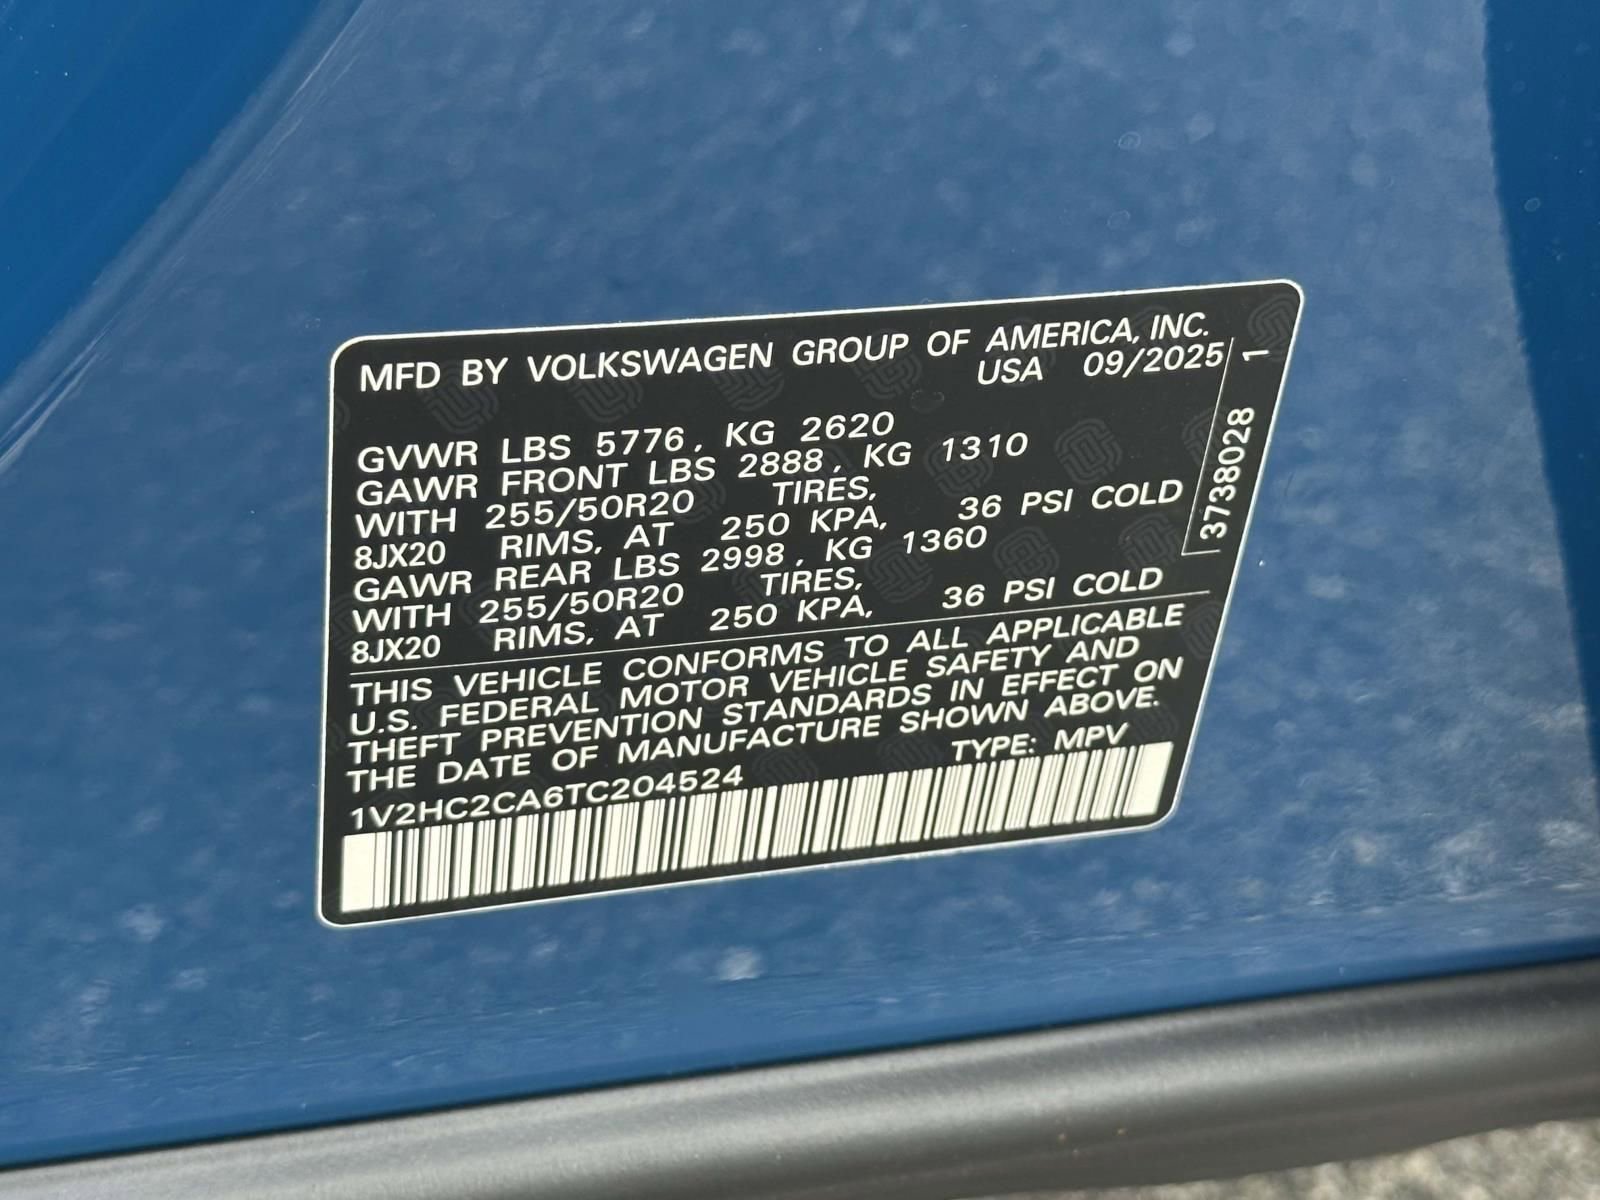 MFD BY VOLKSWAGEN GROUP OF AMERICA, INC.
USA 09/2025
GVWR LBS 5776, KG 2620
GAWR FRONT LBS 2888, KG 1310
WITH 255/50R20 TIRES,
8JX20 RIMS, AT 250 KPA, 36 PSI COLD
GAWR REAR LBS 2998, KG 1360
WITH 255/50R20 TIRES,
8JX20 RIMS, AT 250 KPA, 36 PSI COLD
THIS VEHICLE CONFORMS TO ALL APPLICABLE
U.S. FEDERAL MOTOR VEHICLE SAFETY AND
THEFT PREVENTION STANDARDS IN EFFECT ON
THE DATE OF MANUFACTURE SHOWN ABOVE.
1V2HC2CA6TC204524 TYPE: MPV
3738028 1